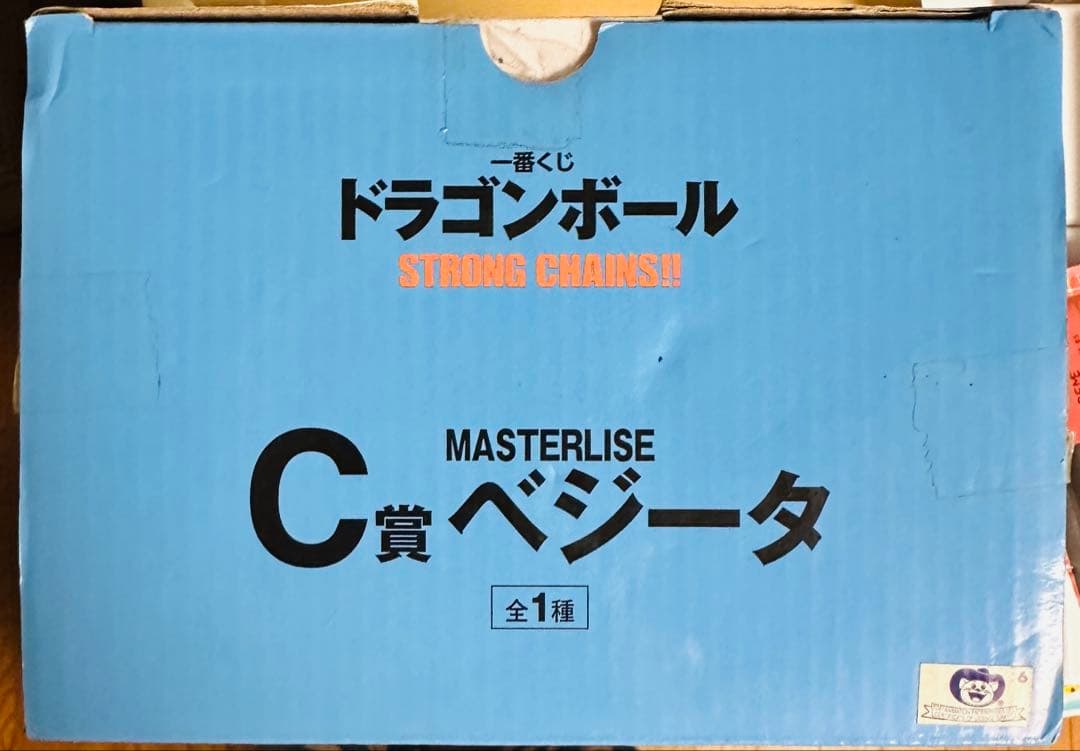 一番くじ
ドラゴンボール
STRONG CHAINS!!
MASTERLISE
C賞 ベジータ
全1種
6